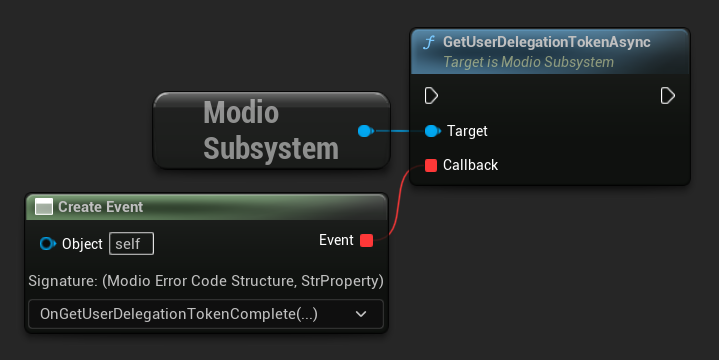 GetUserDelegationTokenAsync
Target is Modio Subsystem
Modio
Subsystem
Target
Callback
Create Event
Object self
Event
Signature: (Modio Error Code Structure, StrProperty)
OnGetUserDelegationTokenComplete(...)